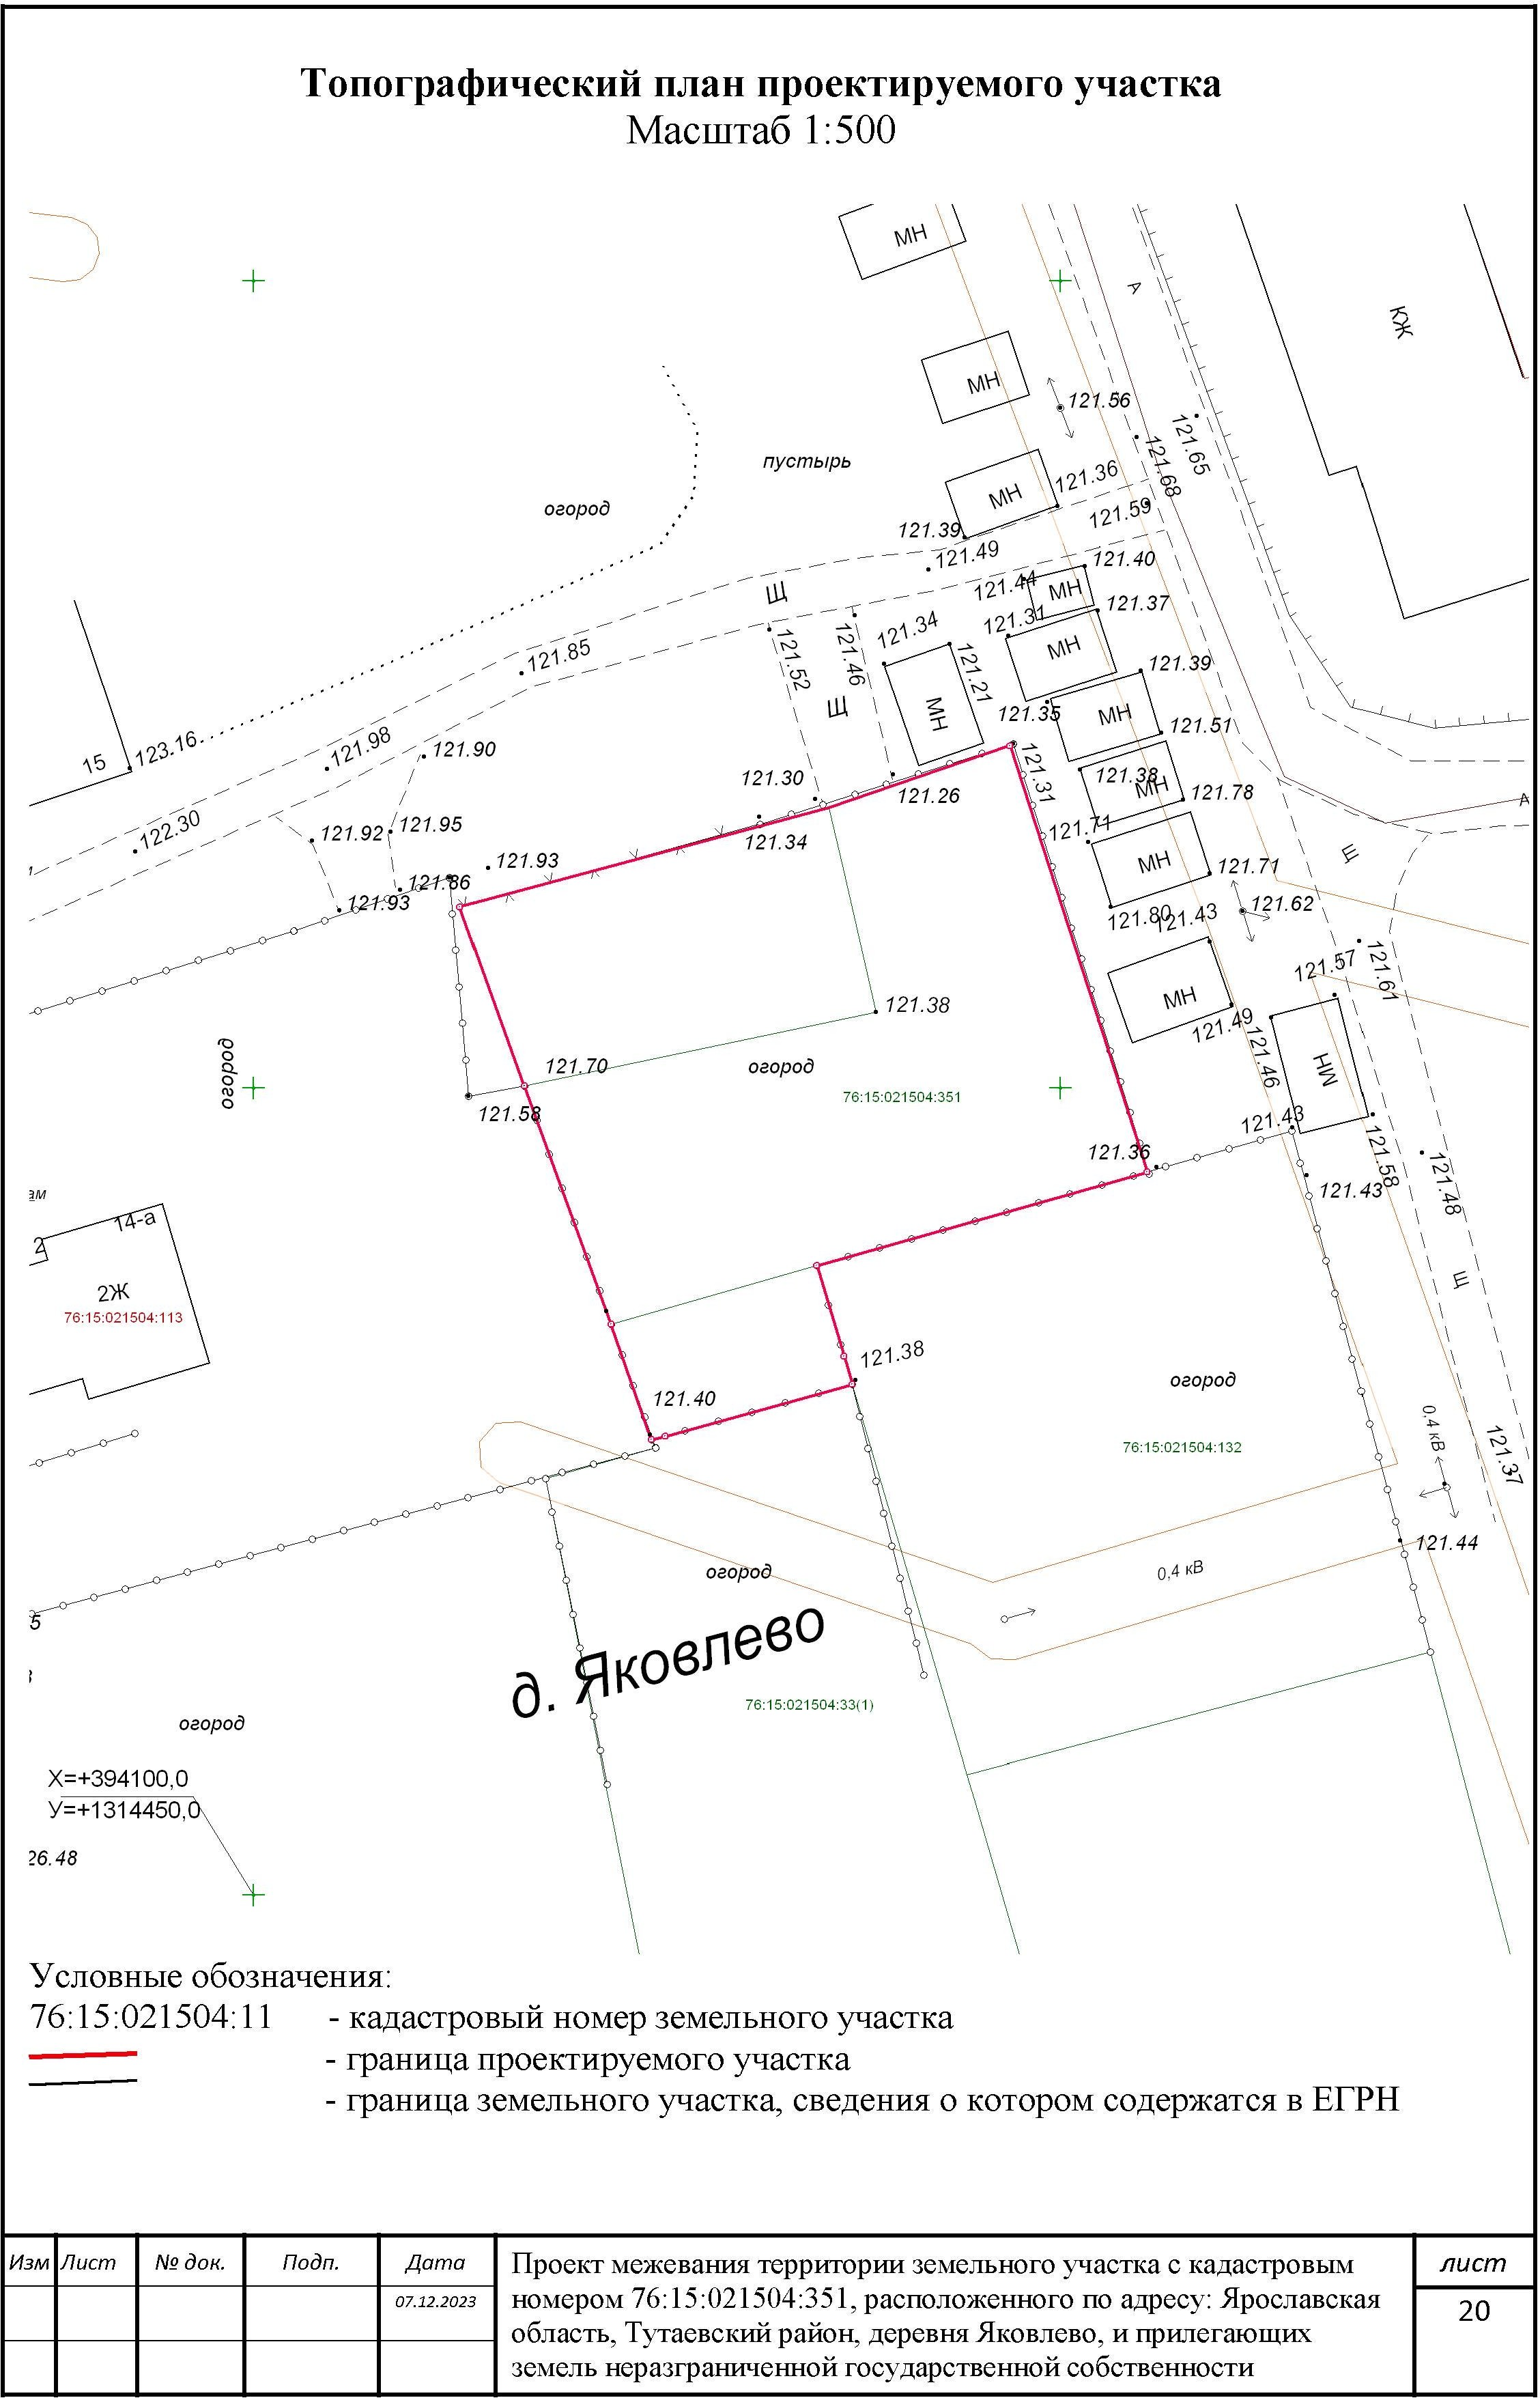 Топографический план проектируемого участка
Масштаб 1:500
МН
А
КЖ
МН
121.56
121.65
121.68
пустырь
121.36
МН
огород
121.59
121.39
121.49
121.40
121.44
МН
Щ
121.37
121.31
121.34
121.46
121.52
121.85
МН
121.21
121.39
Щ
МН
121.35
МН
121.51
15
123.16
121.98
121.90
121.31
121.30
121.38
МН
121.78
121.26
А
122.30
121.92
121.95
121.34
121.71
Щ
121.93
МН
121.71
121.86
121.93
121.80
121.43
121.62
121.57
121.61
121.38
МН
121.49
121.46
МН
огород
121.70
огород
76:15:021504:351
121.58
121.43
121.36
121.58
121.48
121.43
14-а
2
2Ж
76:15:021504:113
Щ
121.38
огород
121.40
0,4 кВ
76:15:021504:132
121.37
121.44
огород
0,4 кВ
5
д. Яковлево
76:15:021504:33(1)
огород
Х=+394100,0
У=+1314450,0
26.48
Условные обозначения:
76:15:021504:11 - кадастровый номер земельного участка
- граница проектируемого участка
- граница земельного участка, сведения о котором содержатся в ЕГРН
Изм Лист № док. Подп. Дата
07.12.2023
Проект межевания территории земельного участка с кадастровым
номером 76:15:021504:351, расположенного по адресу: Ярославская
область, Тутаевский район, деревня Яковлево, и прилегающих
земель неразграниченной государственной собственности
лист
20